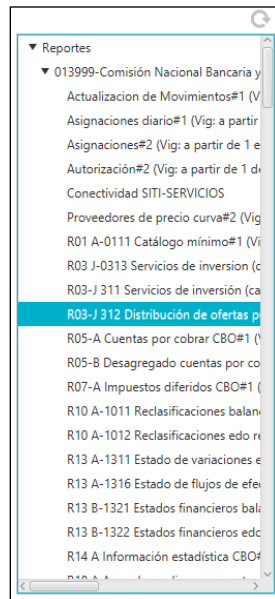 Reportes
013999-Comisión Nacional Bancaria y
Actualizacion de Movimientos#1 (V
Asignaciones diario#1 (Vig: a partir
Asignaciones#2 (Vig: a partir de 1 e
Autorización#2 (Vig: a partir de 1 de
Conectividad SITI-SERVICIOS
Proveedores de precio curva#2 (Vig
R01 A-0111 Catálogo mínimo#1 (Vi
R03 J-0313 Servicios de inversion (c
R03-J 311 Servicios de inversión (ca
R03-J 312 Distribución de ofertas p
R05-A Cuentas por cobrar CBO#1 (
R05-B Desagregado cuentas por co
R07-A Impuestos diferidos CBO#1 (
R10 A-1011 Reclasificaciones balan
R10 A-1012 Reclasificaciones edo re
R13 A-1311 Estado de variaciones e
R13 A-1316 Estado de flujos de efe
R13 B-1321 Estados financieros bala
R13 B-1322 Estados financieros edo
R14 A Información estadística CBO#